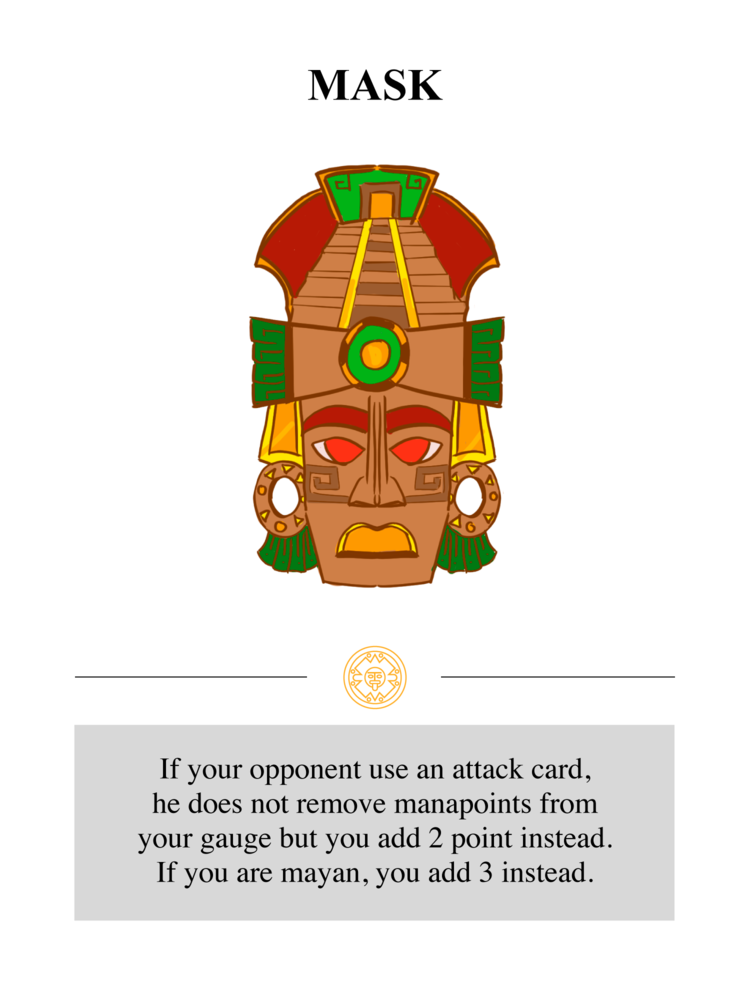 MASK
If your opponent use an attack card,
he does not remove manapoints from
your gauge but you add 2 point instead.
If you are mayan, you add 3 instead.